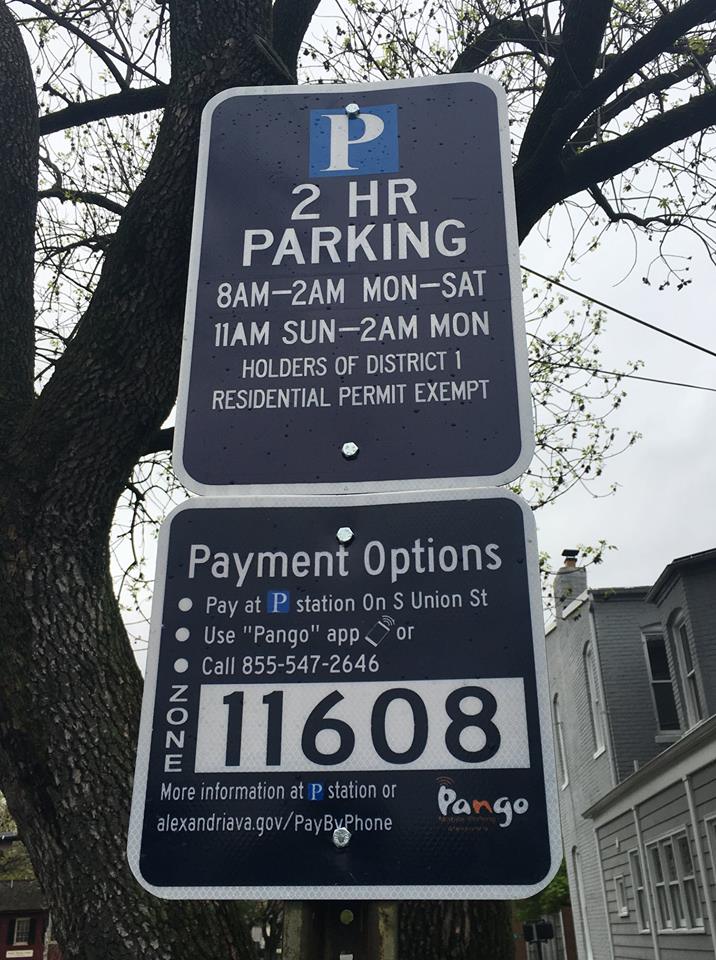 P
2 HR
PARKING
8AM–2AM MON–SAT
11AM SUN–2AM MON
HOLDERS OF DISTRICT 1
RESIDENTIAL PERMIT EXEMPT
Payment Options
Pay at P station On S Union St
Use "Pango" app or
Call 855-547-2646
ZONE
11608
More information at P station or
alexandriava.gov/PayByPhone
Pango